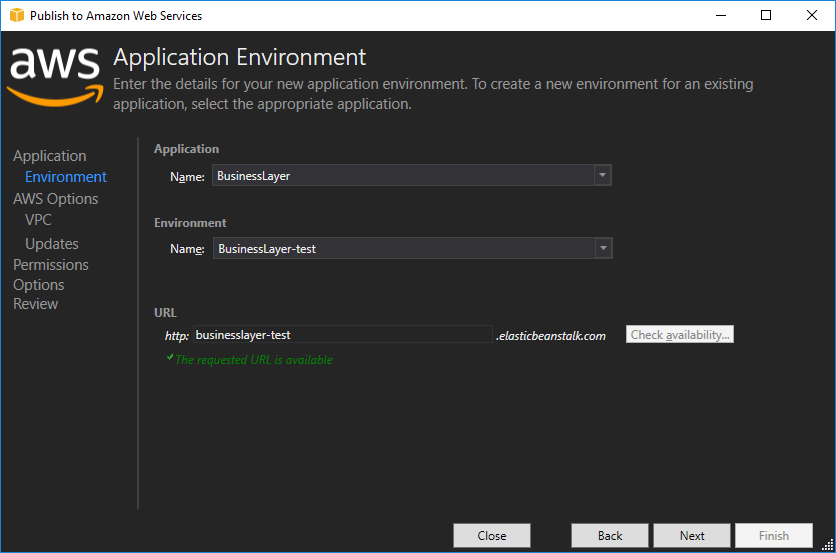 Publish to Amazon Web Services
aws
Application Environment
Enter the details for your new application environment. To create a new environment for an existing
application, select the appropriate application.
Application
Environment
AWS Options
VPC
Updates
Permissions
Options
Review
Application
Name: BusinessLayer
Environment
Name: BusinessLayer-test
URL
http: businesslayer-test .elasticbeanstalk.com Check availability...
The requested URL is available
Close Back Next Finish